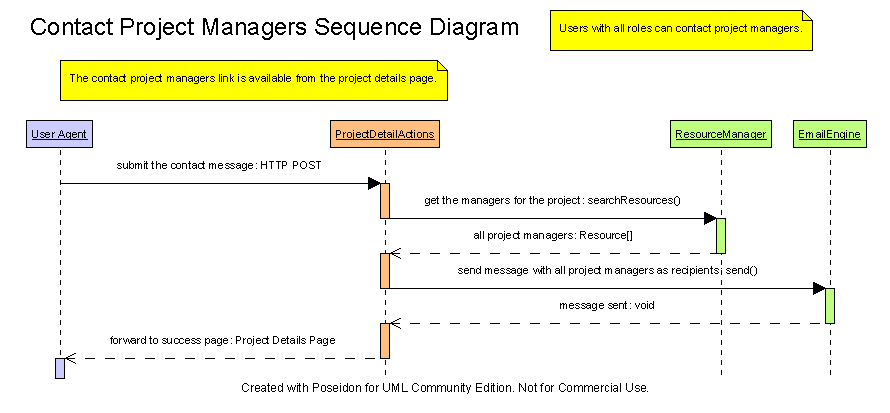 Contact Project Managers Sequence Diagram
Users with all roles can contact project managers.
The contact project managers link is available from the project details page.
User Agent
ProjectDetailActions
ResourceManager
EmailEngine
submit the contact message: HTTP POST
get the managers for the project: searchResources()
all project managers: Resource[]
send message with all project managers as recipients: send()
message sent: void
forward to success page: Project Details Page
Created with Poseidon for UML Community Edition. Not for Commercial Use.